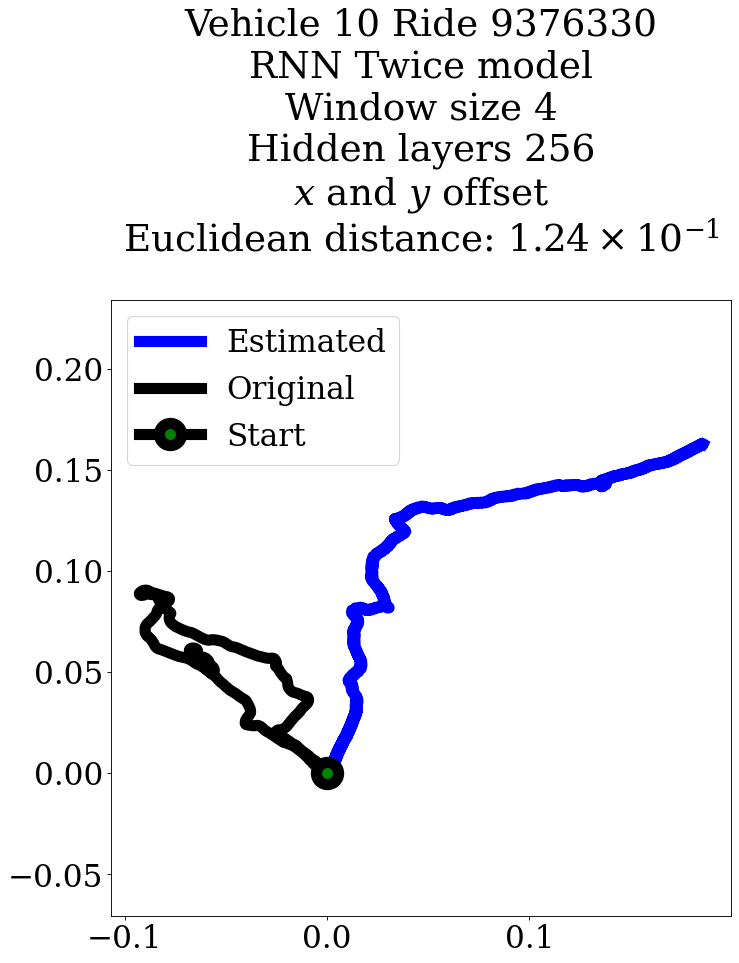 Vehicle 10 Ride 9376330
RNN Twice model
Window size 4
Hidden layers 256
x and y offset
Euclidean distance: 1.24 × 10⁻¹
Estimated
Original
Start
0.20
0.15
0.10
0.05
0.00
−0.05
−0.1
0.0
0.1